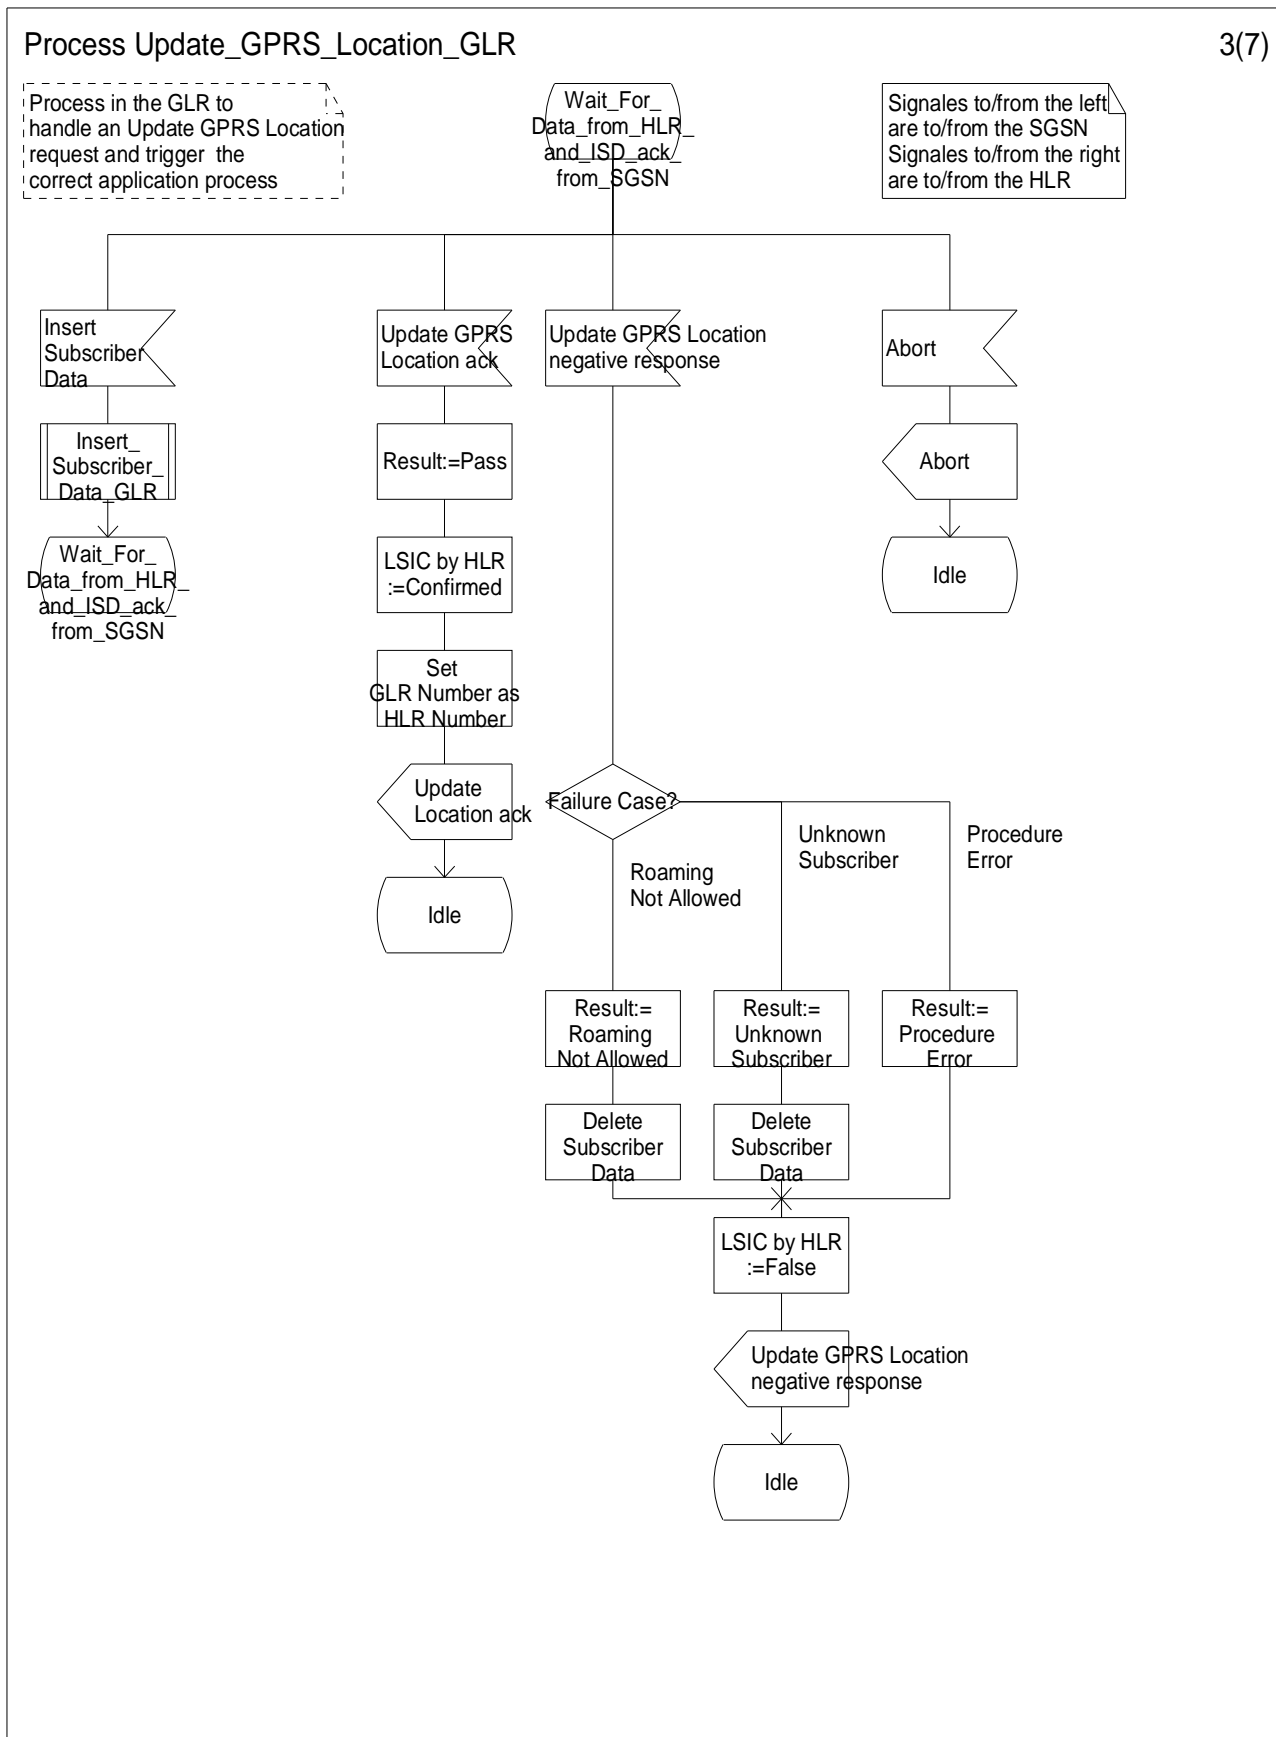 Process Update_GPRS_Location_GLR
3(7)
Process in the GLR to
handle an Update GPRS Location
request and trigger  the
correct application process
Wait_For_
Data_from_HLR_
and_ISD_ack_
from_SGSN
Signales to/from the left
are to/from the SGSN
Signales to/from the right
are to/from the HLR
Insert
Subscriber
Data
Update GPRS
Location ack
Update GPRS Location
negative response
Abort
Insert_
Subscriber_
Data_GLR
Result:=Pass
Abort
Wait_For_
Data_from_HLR_
and_ISD_ack_
from_SGSN
LSIC by HLR
:=Confirmed
Idle
Set
GLR Number as
HLR Number
Update
Location ack
Failure Case?
Unknown
Subscriber
Procedure
Error
Roaming
Not Allowed
Idle
Result:=
Roaming
Not Allowed
Result:=
Unknown
Subscriber
Result:=
Procedure
Error
Delete
Subscriber
Data
Delete
Subscriber
Data
LSIC by HLR
:=False
Update GPRS Location
negative response
Idle